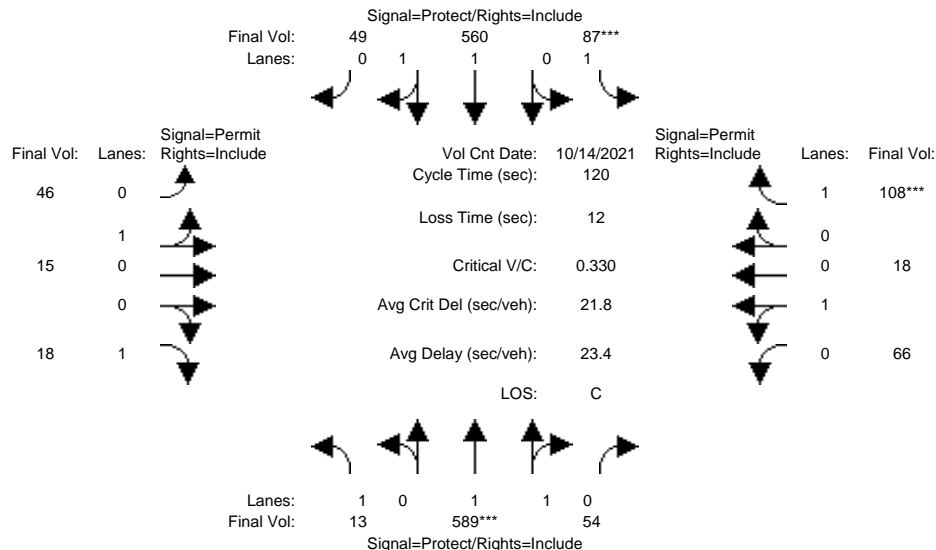 Signal=Protect/Rights=Include
Final Vol: 49 560 87***
Lanes: 0 1 1 0 1
Signal=Permit Signal=Permit
Final Vol: Lanes: Rights=Include Vol Cnt Date: 10/14/2021 Rights=Include Lanes: Final Vol:
Cycle Time (sec): 120
46 0 1 108***
Loss Time (sec): 12
1 0
15 0 Critical V/C: 0.330 0 18
0 Avg Crit Del (sec/veh): 21.8 1
18 1 Avg Delay (sec/veh): 23.4 0 66
LOS: C
Lanes: 1 0 1 1 0
Final Vol: 13 589*** 54
Signal=Protect/Rights=Include